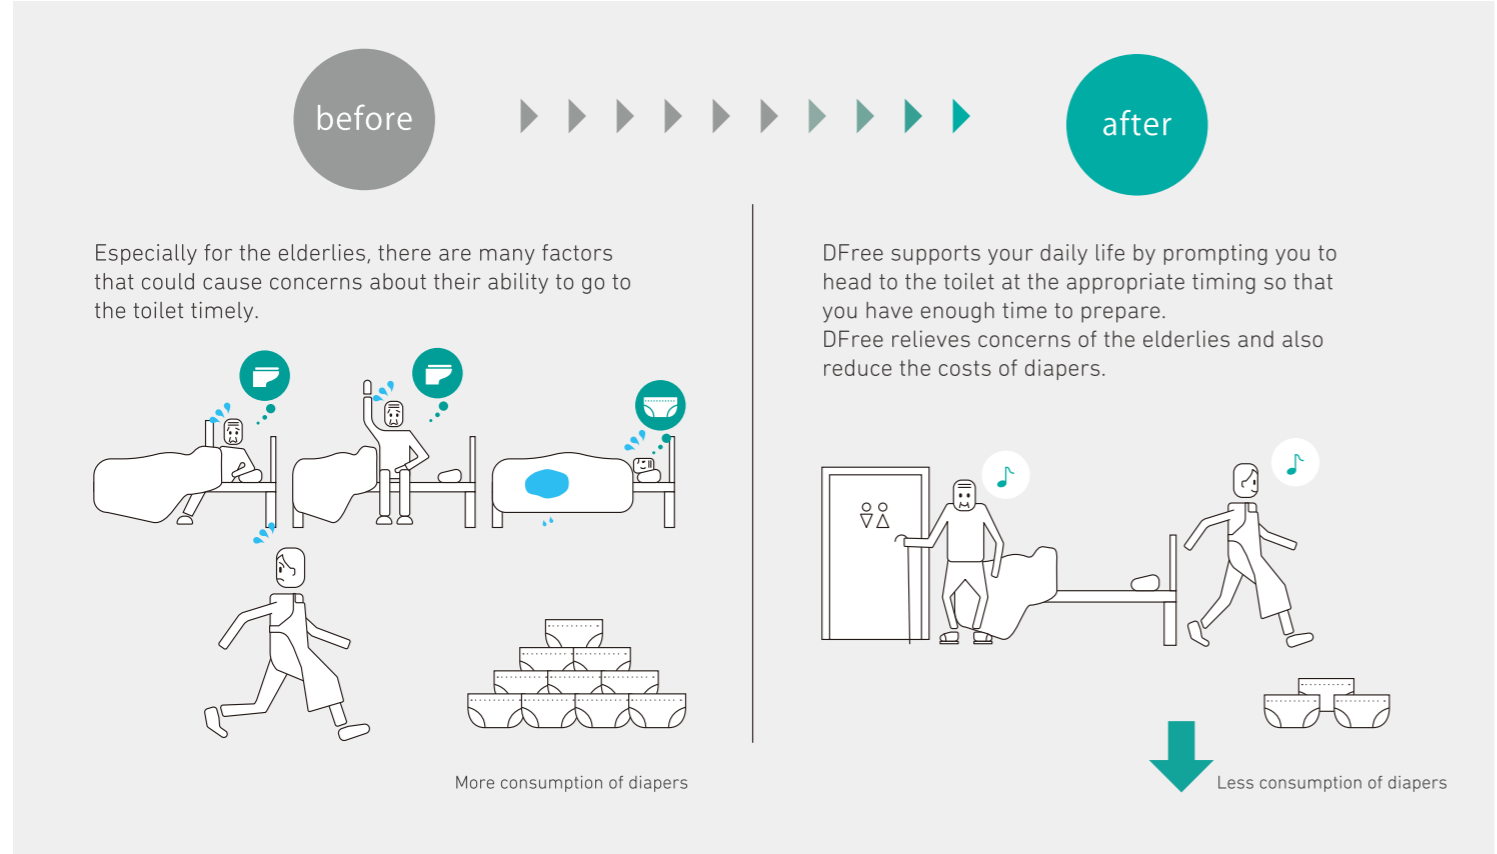 before
after
Especially for the elderlies, there are many factors
that could cause concerns about their ability to go to
the toilet timely.
More consumption of diapers
DFree supports your daily life by prompting you to
head to the toilet at the appropriate timing so that
you have enough time to prepare.
DFree relieves concerns of the elderlies and also
reduce the costs of diapers.
Less consumption of diapers